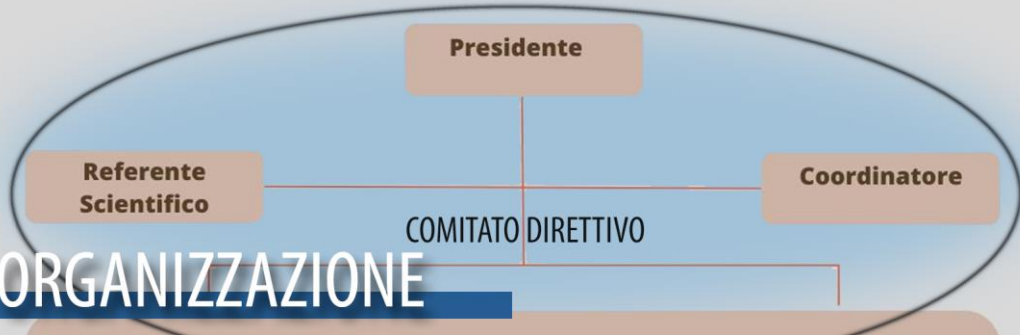 Presidente
Referente
Scientifico
Coordinatore
COMITATO DIRETTIVO
ORGANIZZAZIONE